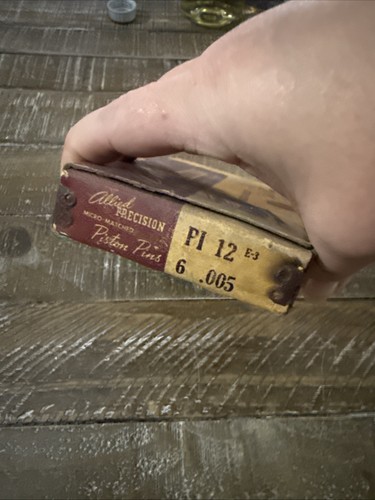 Allied
PRECISION
MICRO-MATCHED
Piston Pins
PI 12 E-3
6 .005